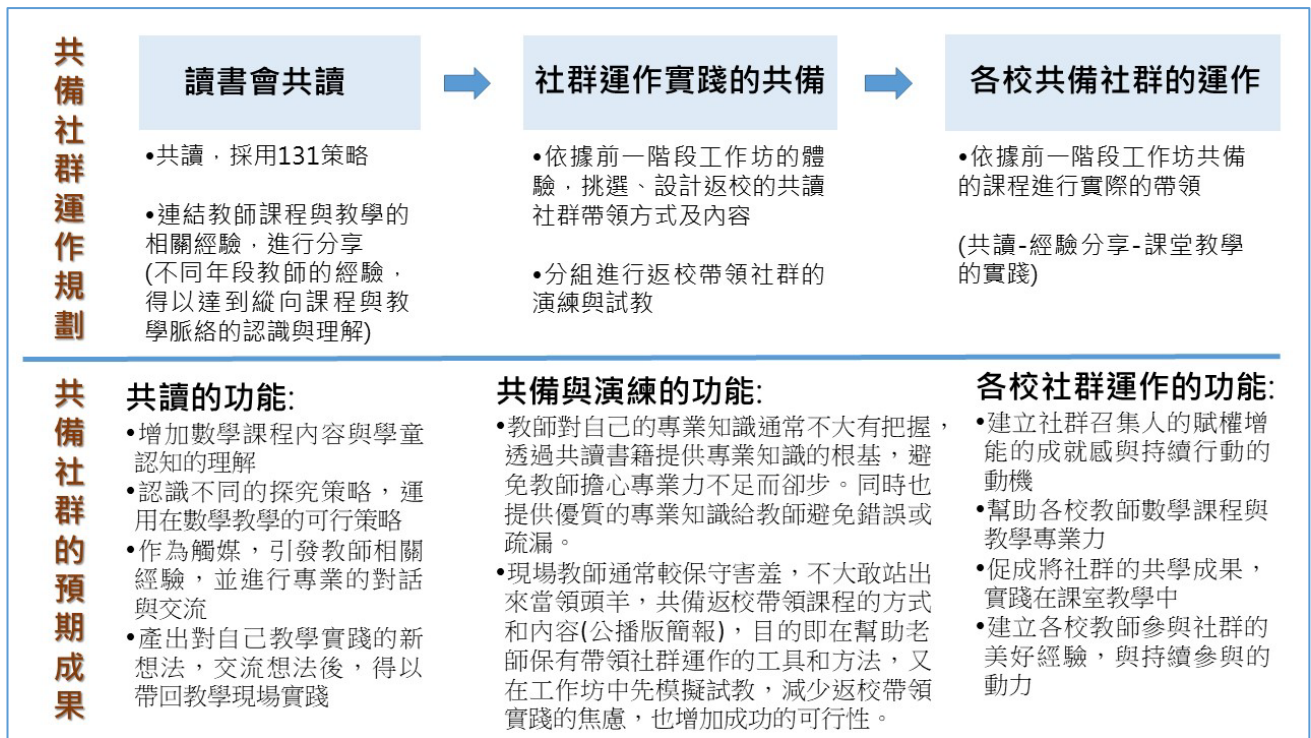 共備社群運作規劃
讀書會共讀
•共讀，採用131策略
•連結教師課程與教學的
相關經驗，進行分享
(不同年段教師的經驗，
得以達到縱向課程與教
學脈絡的認識與理解)
社群運作實踐的共備
•依據前一階段工作坊的體
驗，挑選、設計返校的共讀
社群帶領方式及內容
•分組進行返校帶領社群的
演練與試教
各校共備社群的運作
•依據前一階段工作坊共備
的課程進行實際的帶領
(共讀-經驗分享-課堂教學
的實踐)
共備社群的預期成果
共讀的功能:
•增加數學課程內容與學童
認知的理解
•認識不同的探究策略，運
用在數學教學的可行策略
•作為觸媒，引發教師相關
經驗，並進行專業的對話
與交流
•產出對自己教學實踐的新
想法，交流想法後，得以
帶回教學現場實踐
共備與演練的功能:
•教師對自己的專業知識通常不大有把握，
透過共讀書籍提供專業知識的根基，避
免教師擔心專業力不足而卻步。同時也
提供優質的專業知識給教師避免錯誤或
疏漏。
•現場教師通常較保守害羞，不大敢站出
來當領頭羊，共備返校帶領課程的方式
和內容(公播版簡報)，目的即在幫助老
師保有帶領社群運作的工具和方法，又
在工作坊中先模擬試教，減少返校帶領
實踐的焦慮，也增加成功的可行性。
各校社群運作的功能:
•建立社群召集人的賦權增
能的成就感與持續行動的
動機
•幫助各校教師數學課程與
教學專業力
•促成將社群的共學成果，
實踐在課室教學中
•建立各校教師參與社群的
美好經驗，與持續參與的
動力